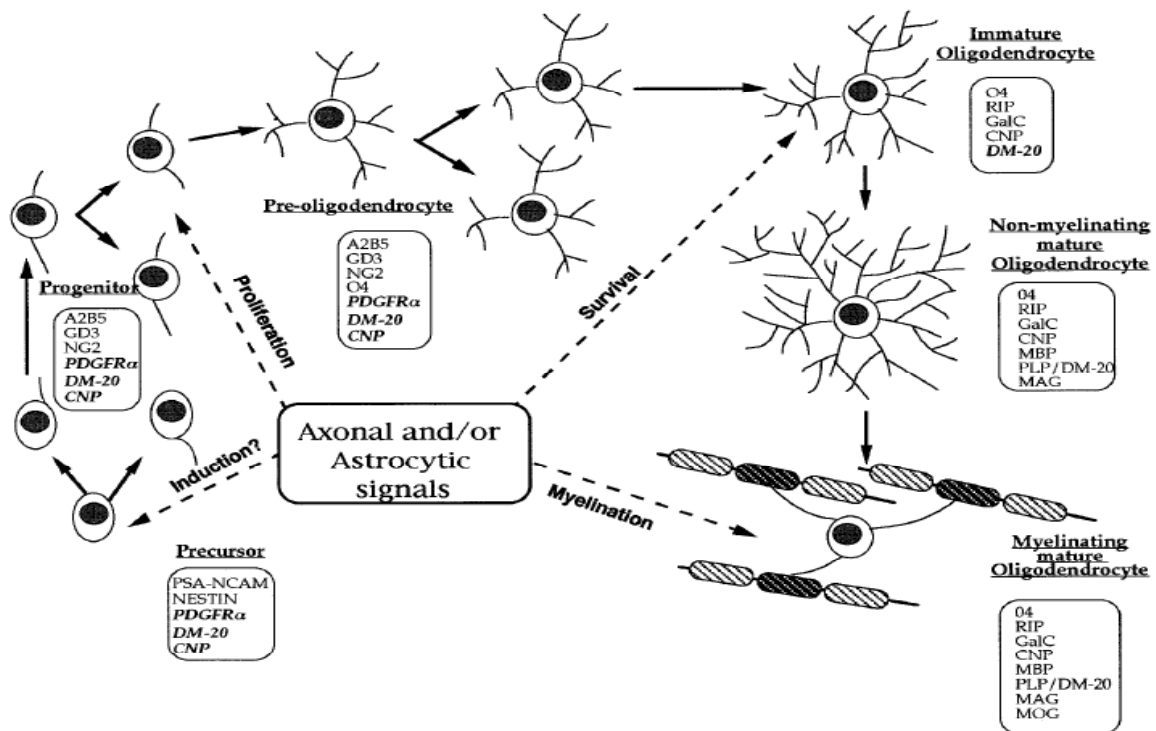 Immature
Oligodendrocyte
O4
RIP
GalC
CNP
DM-20
Pre-oligodendrocyte
A2B5
GD3
NG2
O4
PDGFRα
DM-20
CNP
Non-myelinating
mature
Oligodendrocyte
04
RIP
GalC
CNP
MBP
PLP/DM-20
MAG
Progenitor
A2B5
GD3
NG2
PDGFRα
DM-20
CNP
Proliferation
Survival
Induction?
Axonal and/or
Astrocytic
signals
Myelination
Precursor
PSA-NCAM
NESTIN
PDGFRα
DM-20
CNP
Myelinating
mature
Oligodendrocyte
04
RIP
GalC
CNP
MBP
PLP/DM-20
MAG
MOG